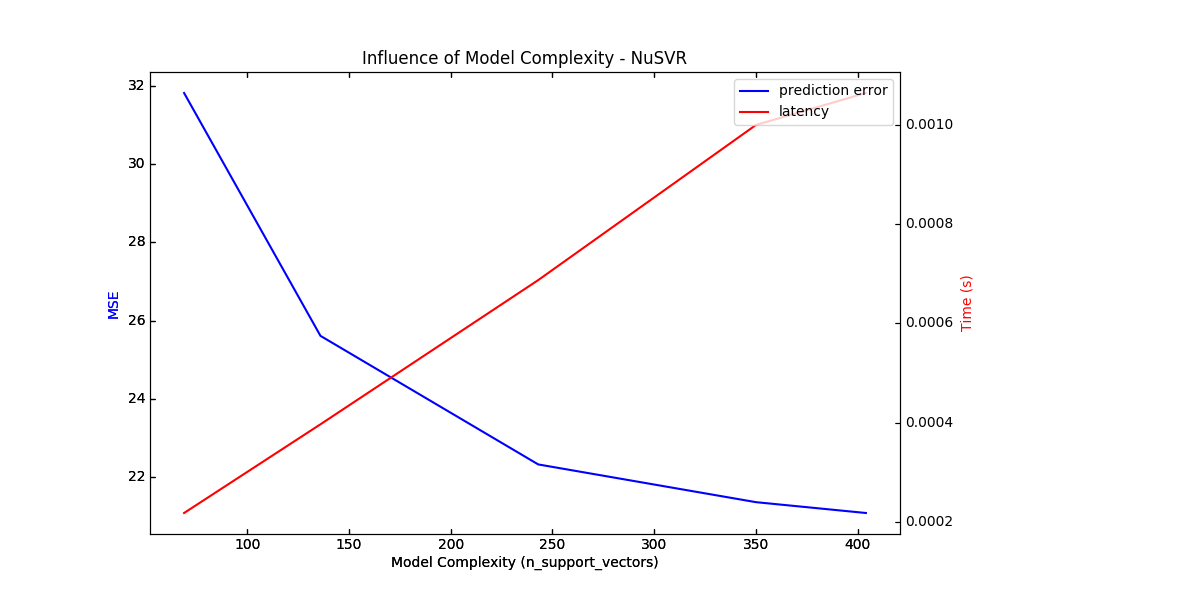 Influence of Model Complexity - NuSVR
prediction error
latency
32
30
28
26
24
22
MSE
0.0010
0.0008
0.0006
0.0004
0.0002
Time (s)
100 150 200 250 300 350 400
Model Complexity (n_support_vectors)